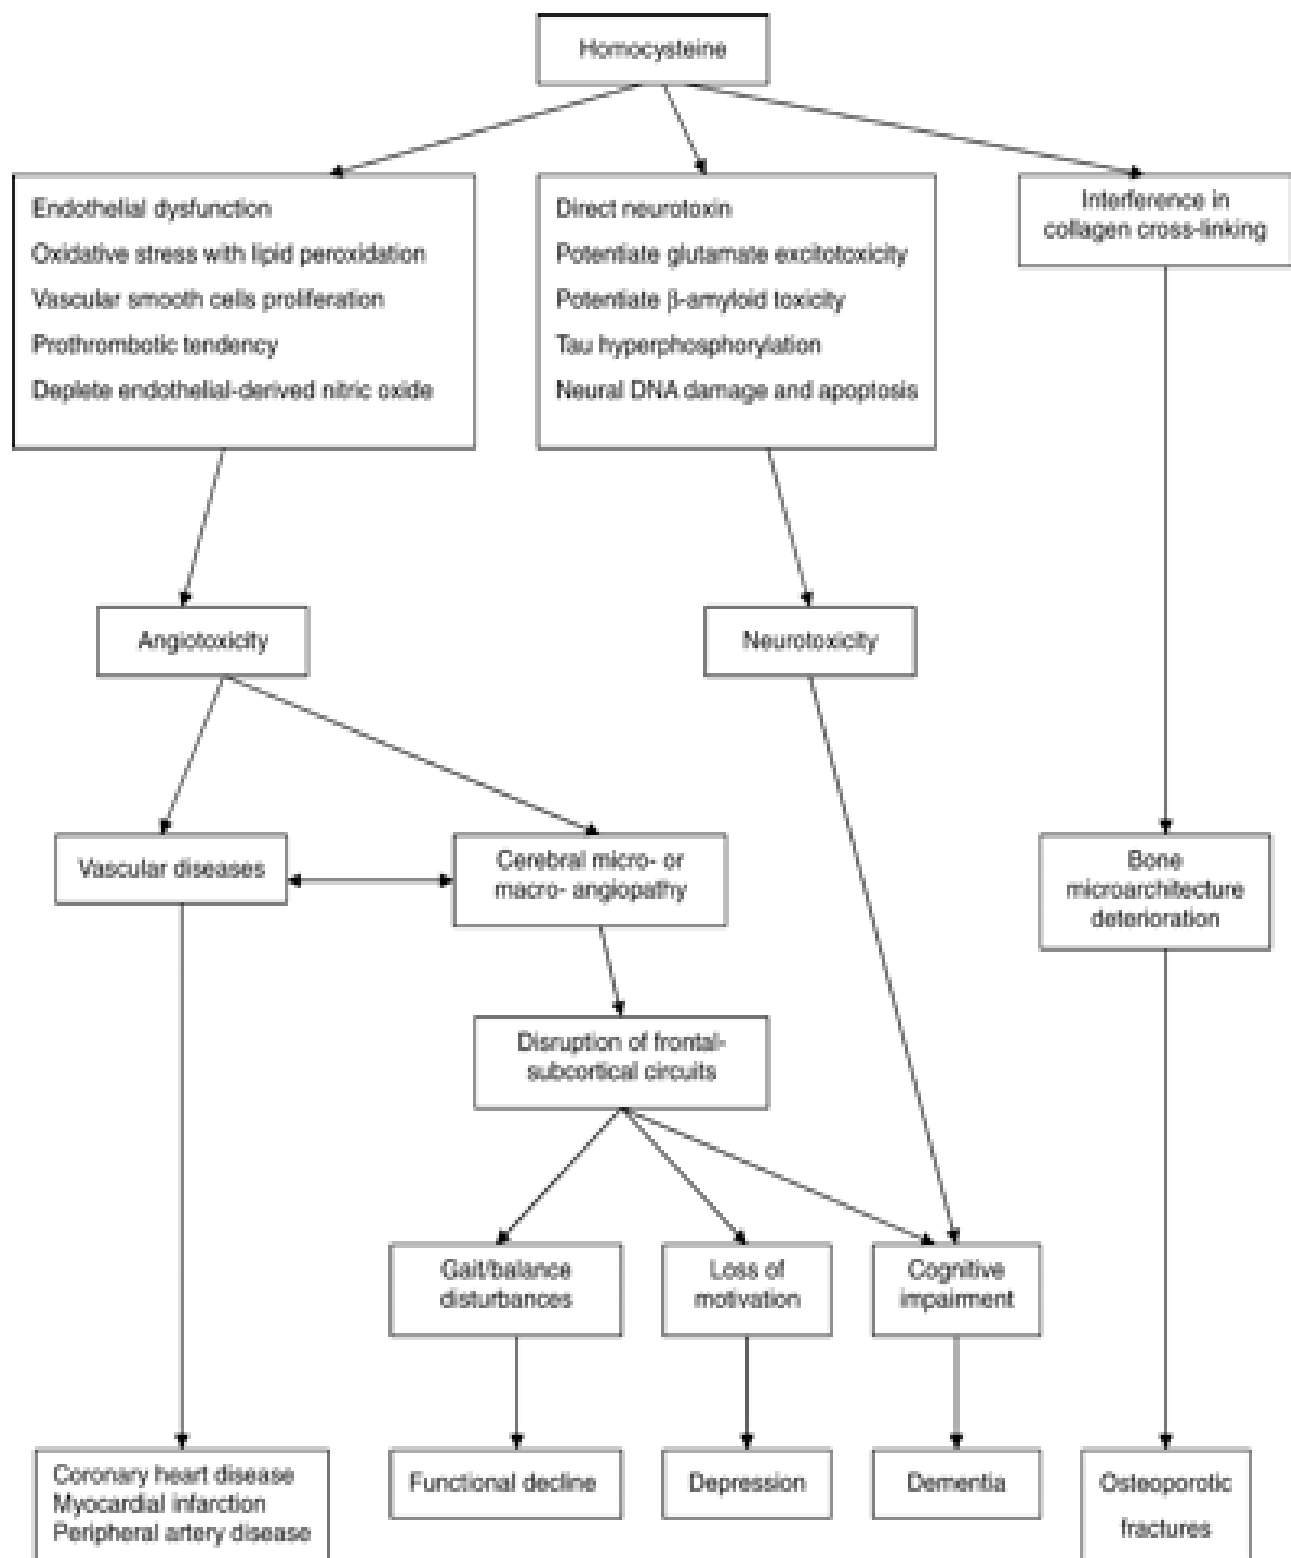 Homocysteine
Endothelial dysfunction
Oxidative stress with lipid peroxidation
Vascular smooth cells proliferation
Prothrombotic tendency
Deplete endothelial-derived nitric oxide
Direct neurotoxin
Potentiate glutamate excitotoxicity
Potentiate β-amyloid toxicity
Tau hyperphosphorylation
Neural DNA damage and apoptosis
Interference in
collagen cross-linking
Angiotoxicity
Neurotoxicity
Vascular diseases
Cerebral micro- or
macro- angiopathy
Bone
microarchitecture
deterioration
Disruption of frontal-
subcortical circuits
Gait/balance
disturbances
Loss of
motivation
Cognitive
impairment
Coronary heart disease
Myocardial infarction
Peripheral artery disease
Functional decline
Depression
Dementia
Osteoporotic
fractures